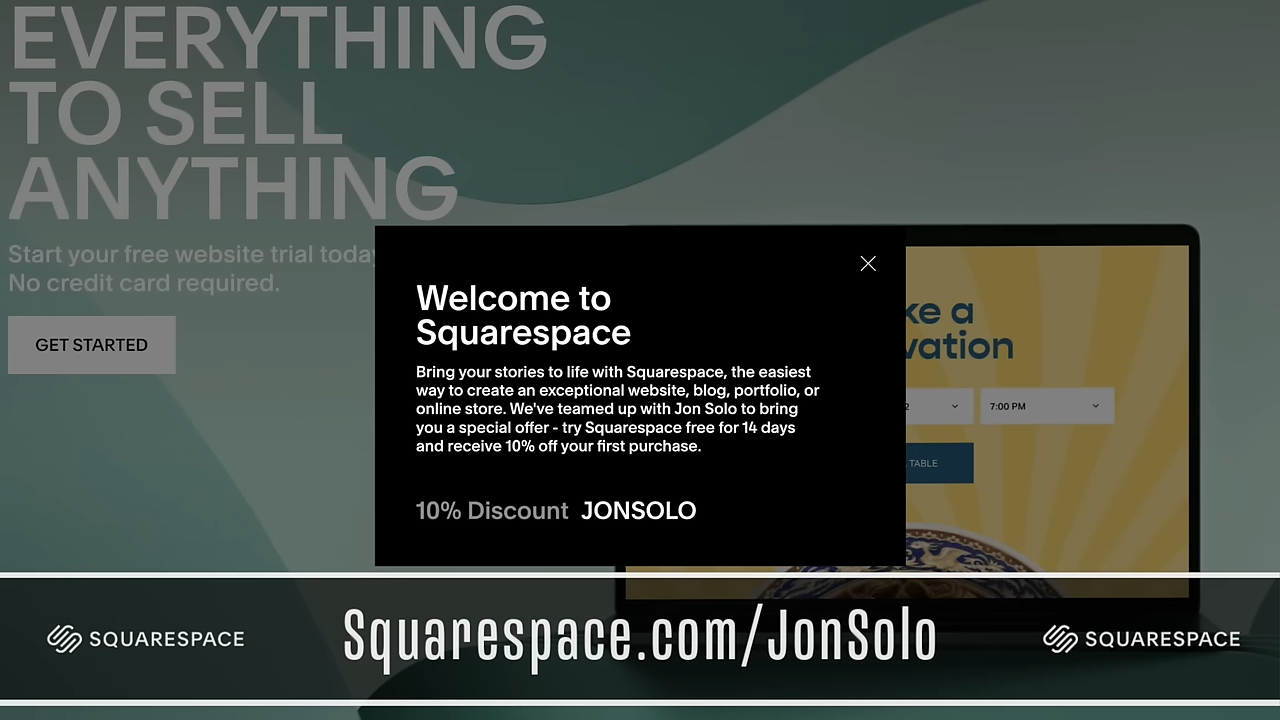 EVERYTHING
TO SELL
ANYTHING
Start your free website trial today
No credit card required.
GET STARTED
Welcome to
Squarespace
Bring your stories to life with Squarespace, the easiest
way to create an exceptional website, blog, portfolio, or
online store. We've teamed up with Jon Solo to bring
you a special offer - try Squarespace free for 14 days
and receive 10% off your first purchase.
10% Discount JONSOLO
ke a
vation
2
7:00 PM
TABLE
SQUARESPACE
Squarespace.com/JonSolo
SQUARESPACE